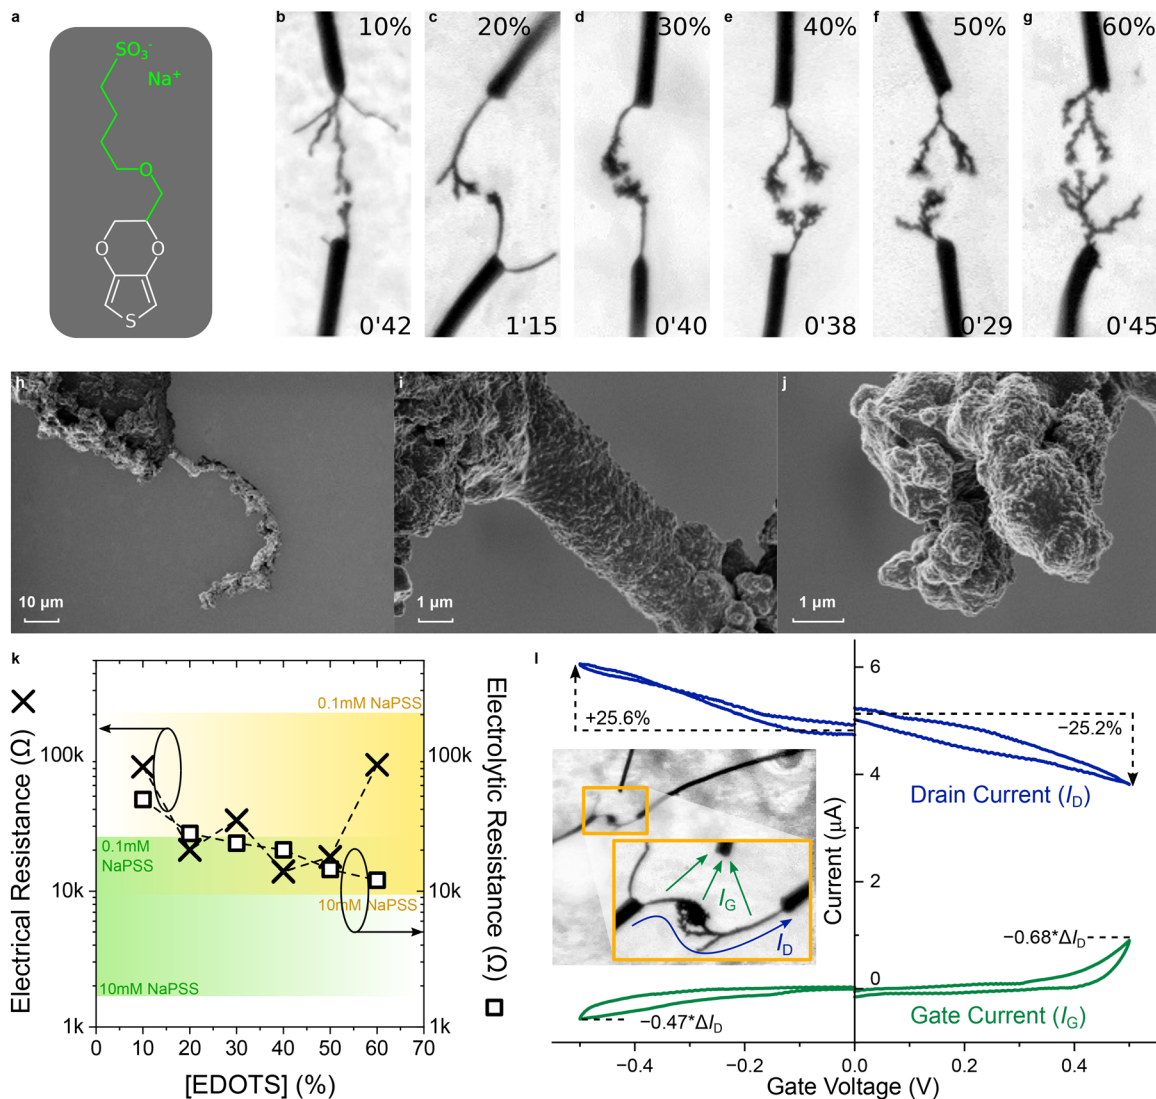 a
SO3-
Na+
O
O
O
S
b
10%
0'42
c
20%
1'15
d
30%
0'40
e
40%
0'38
f
50%
0'29
g
60%
0'45
h
10 µm
i
1 µm
j
1 µm
k
Electrical Resistance (Ω)
100k
10k
1k
0.1mM NaPSS
0.1mM
NaPSS
10mM NaPSS
10mM NaPSS
100k
10k
1k
Electrolytic Resistance (Ω)
0 10 20 30 40 50 60 70
[EDOTS] (%)
l
+25.6%
−25.2%
Drain Current (ID)
IG
ID
−0.68*ΔID
−0.47*ΔID
Gate Current (IG)
6
4
2
0
Current (µA)
−0.4 −0.2 0.0 0.2 0.4
Gate Voltage (V)